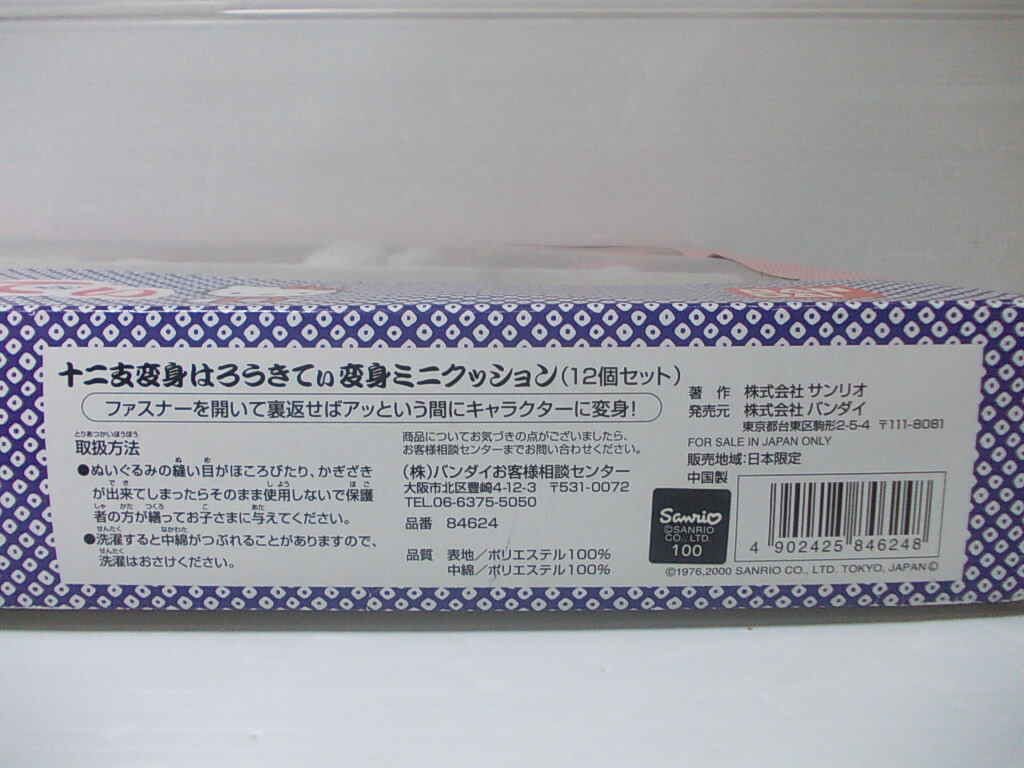 十二支変身はろうきてぃ変身ミニクッション(12個セット)
ファスナーを開いて裏返せばアッという間にキャラクターに変身!
とりあつかいほうほう
取扱方法
●ぬいぐるみの縫い目がほころびたり、かぎざき
が出来てしまったらそのまま使用しないで保護
者の方が繕ってお子さまに与えてください。
●洗濯すると中綿がつぶれることがありますので、
洗濯はおさけください。
商品についてお気づきの点がございましたら、
お客様相談センターまでお問い合わせください。
(株)バンダイお客様相談センター
大阪市北区豊崎4-12-3 〒531-0072
TEL.06-6375-5050
品番 84624
品質 表地/ポリエステル100%
中綿/ポリエステル100%
著 作 株式会社 サンリオ
発売元 株式会社 バンダイ
東京都台東区駒形2-5-4 〒111-8081
FOR SALE IN JAPAN ONLY
販売地域:日本限定
中国製
Sanrio
©SANRIO
CO., LTD.
100
4 902425 846248
©1976,2000 SANRIO CO., LTD. TOKYO, JAPAN©